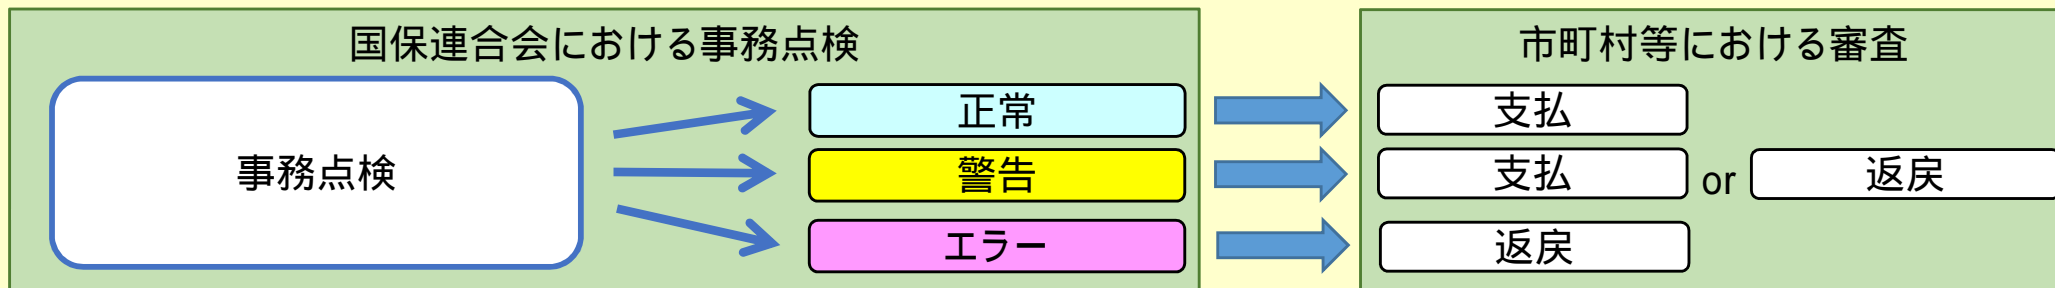 国保連合会における事務点検
市町村等における審査
事務点検
正常
支払
警告
支払 or 返戻
エラー
返戻